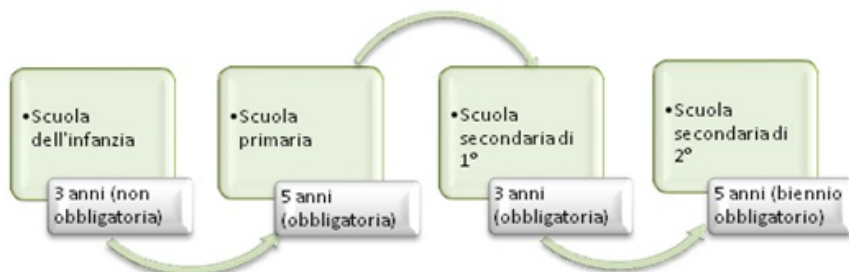 •Scuola
dell'infanzia
3 anni (non
obbligatoria)
•Scuola
primaria
5 anni
(obbligatoria)
•Scuola
secondaria di
1°
3 anni
(obbligatoria)
•Scuola
secondaria di
2°
5 anni (biennio
obbligatorio)